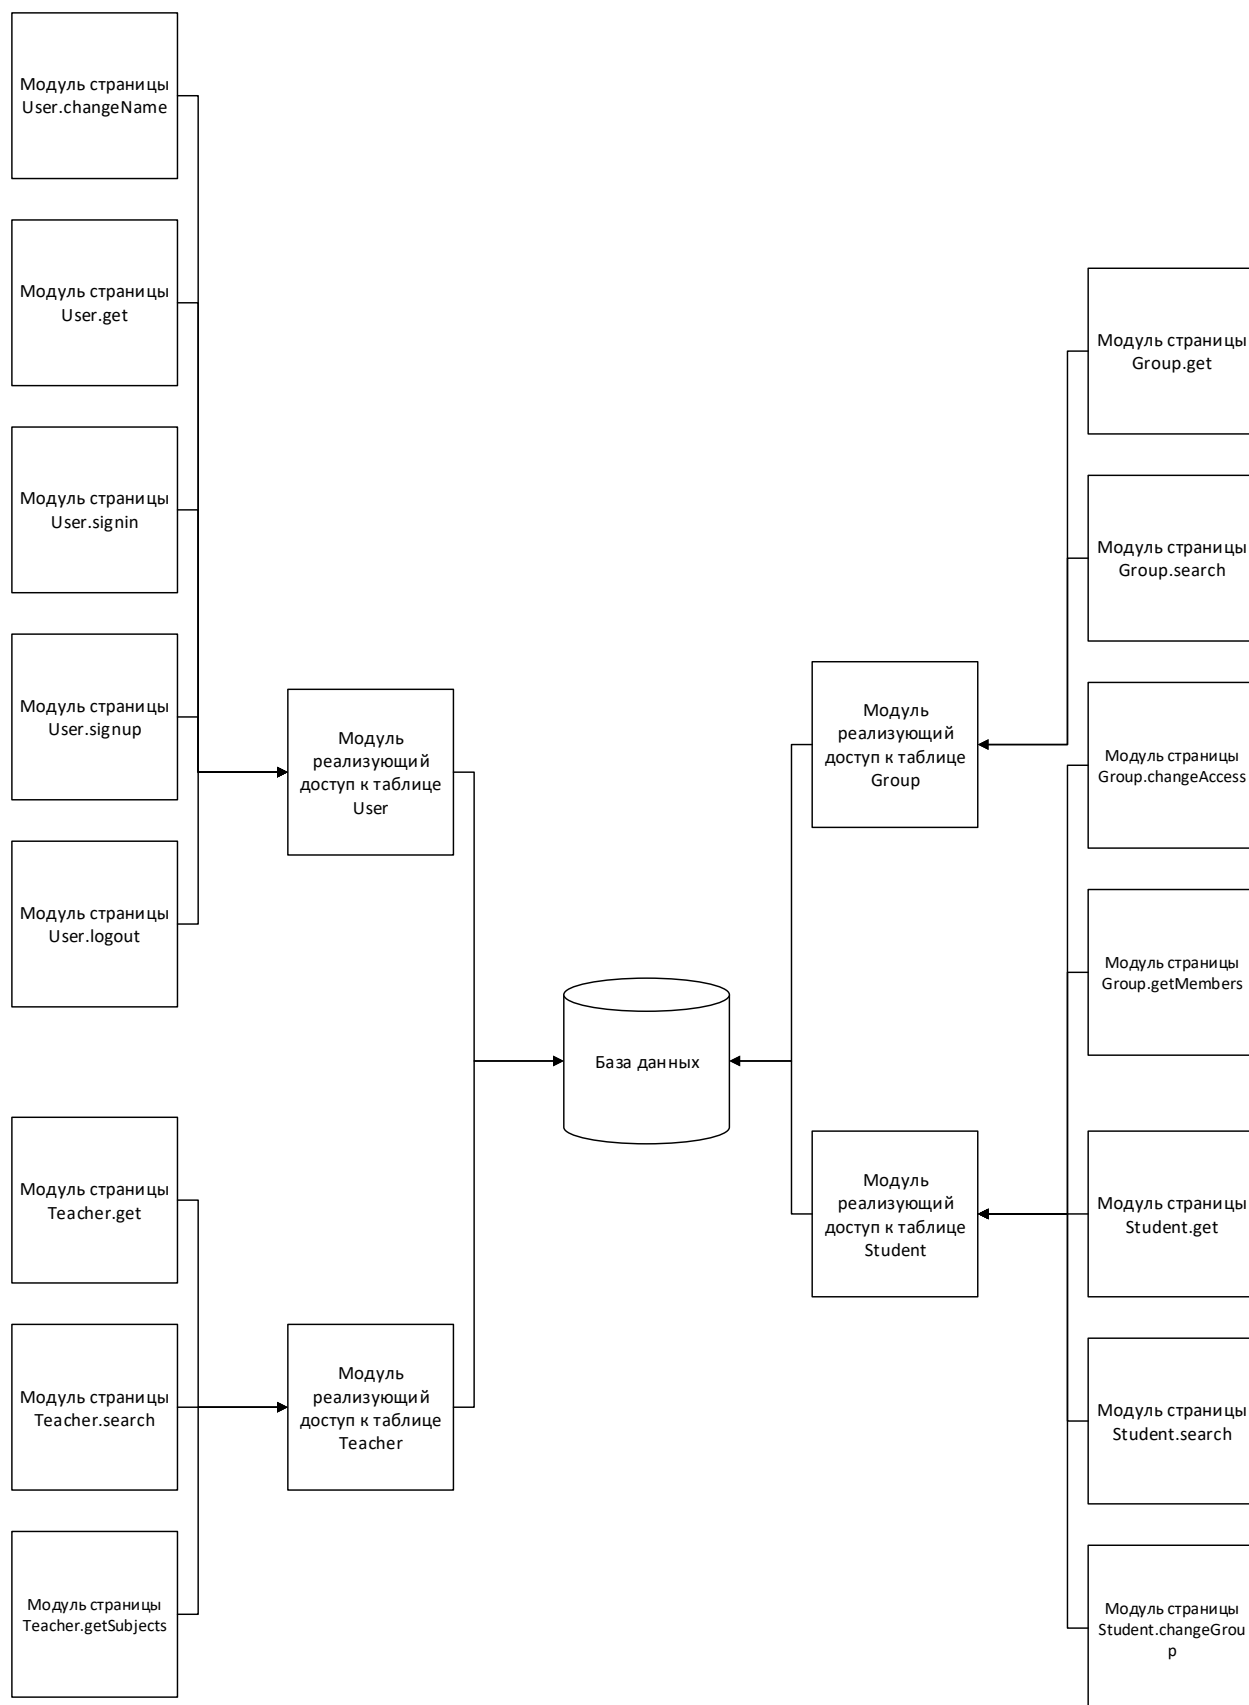 Модуль страницы
User.changeName
Модуль страницы
User.get
Модуль страницы
User.signin
Модуль страницы
User.signup
Модуль страницы
User.logout
Модуль страницы
Teacher.get
Модуль страницы
Teacher.search
Модуль страницы
Teacher.getSubjects
Модуль
реализующий
доступ к таблице
User
Модуль
реализующий
доступ к таблице
Teacher
База данных
Модуль
реализующий
доступ к таблице
Group
Модуль
реализующий
доступ к таблице
Student
Модуль страницы
Group.get
Модуль страницы
Group.search
Модуль страницы
Group.changeAccess
Модуль страницы
Group.getMembers
Модуль страницы
Student.get
Модуль страницы
Student.search
Модуль страницы
Student.changeGrou
p